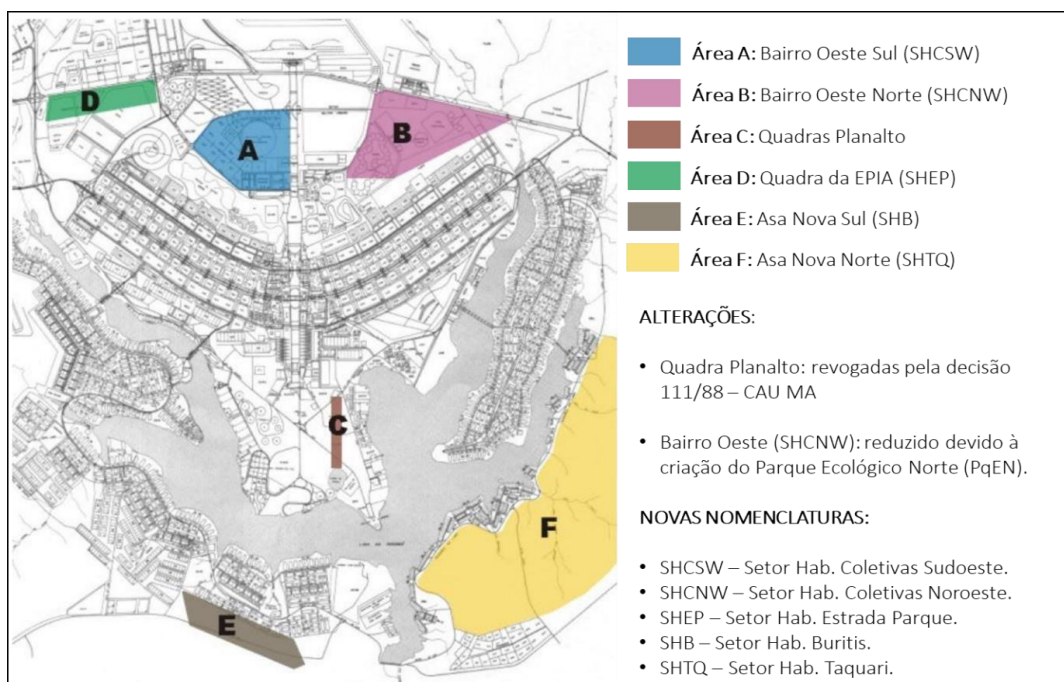 D
A
B
C
F
E
Área A: Bairro Oeste Sul (SHCSW)
Área B: Bairro Oeste Norte (SHCNW)
Área C: Quadras Planalto
Área D: Quadra da EPIA (SHEP)
Área E: Asa Nova Sul (SHB)
Área F: Asa Nova Norte (SHTQ)
ALTERAÇÕES:
• Quadra Planalto: revogadas pela decisão
111/88 – CAU MA
• Bairro Oeste (SHCNW): reduzido devido à
criação do Parque Ecológico Norte (PqEN).
NOVAS NOMENCLATURAS:
• SHCSW – Setor Hab. Coletivas Sudoeste.
• SHCNW – Setor Hab. Coletivas Noroeste.
• SHEP – Setor Hab. Estrada Parque.
• SHB – Setor Hab. Buritis.
• SHTQ – Setor Hab. Taquari.